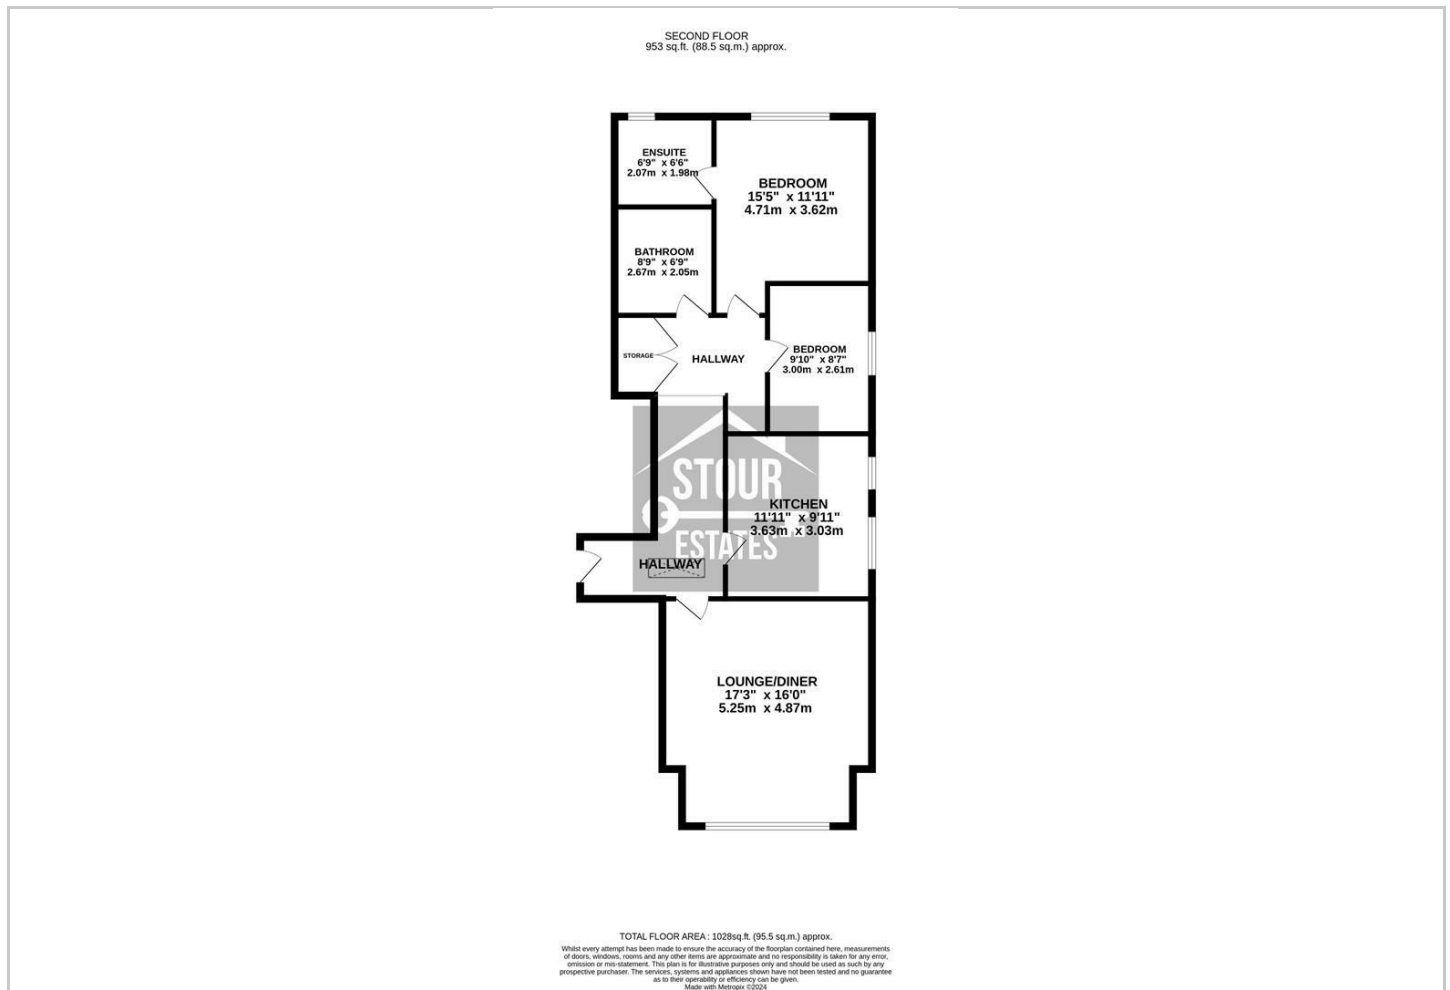 SECOND FLOOR
953 sq.ft. (88.5 sq.m.) approx.
ENSUITE
6'9" x 6'6"
2.07m x 1.98m
BEDROOM
15'5" x 11'11"
4.71m x 3.62m
BATHROOM
8'9" x 6'9"
2.67m x 2.05m
STORAGE
HALLWAY
BEDROOM
9'10" x 8'7"
3.00m x 2.61m
STOUR
ESTATES
KITCHEN
11'11" x 9'11"
3.63m x 3.03m
HALLWAY
LOUNGE/DINER
17'3" x 16'0"
5.25m x 4.87m
TOTAL FLOOR AREA : 1028sq.ft. (95.5 sq.m.) approx.
Whilst every attempt has been made to ensure the accuracy of the floorplan contained here, measurements
of doors, windows, rooms and any other items are approximate and no responsibility is taken for any error,
omission or mis-statement. This plan is for illustrative purposes only and should be used as such by any
prospective purchaser. The services, systems and appliances shown have not been tested and no guarantee
as to their operability or efficiency can be given.
Made with Metropix ©2024